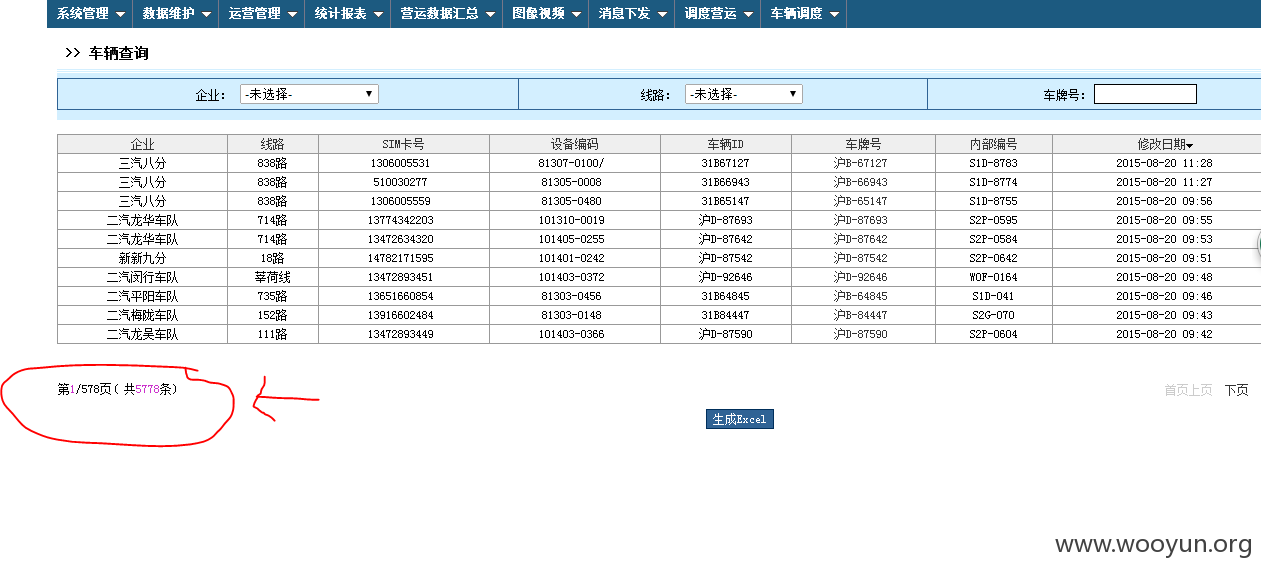 系统管理 数据维护 运营管理 统计报表 营运数据汇总 图像视频 消息下发 调度营运 车辆调度
>> 车辆查询
企业： -未选择- 线路： -未选择- 车牌号：
企业 线路 SIM卡号 设备编码 车辆ID 车牌号 内部编号 修改日期
三汽八分 838路 1306005531 81307-0100/ 31B67127 沪B-67127 S1D-8783 2015-08-20 11:28
三汽八分 838路 510030277 81305-0008 31B66943 沪B-66943 S1D-8774 2015-08-20 11:27
三汽八分 838路 1306005559 81305-0480 31B65147 沪B-65147 S1D-8755 2015-08-20 09:56
二汽龙华车队 714路 13774342203 101310-0019 沪D-87693 沪D-87693 S2P-0595 2015-08-20 09:55
二汽龙华车队 714路 13472634320 101405-0255 沪D-87642 沪D-87642 S2P-0584 2015-08-20 09:53
新新九分 18路 14782171595 101401-0242 沪D-87542 沪D-87542 S2P-0642 2015-08-20 09:51
二汽闵行车队 莘荷线 13472893451 101403-0372 沪D-92646 沪D-92646 WOF-0164 2015-08-20 09:48
二汽平阳车队 735路 13651660854 81303-0456 31B64845 沪B-64845 S1D-041 2015-08-20 09:46
二汽梅陇车队 152路 13916602484 81303-0148 31B84447 沪B-84447 S2G-070 2015-08-20 09:43
二汽龙吴车队 111路 13472893449 101403-0366 沪D-87590 沪D-87590 S2P-0604 2015-08-20 09:42
第1/578页( 共5778条) 首页上页 下页
生成Excel
www.wooyun.org